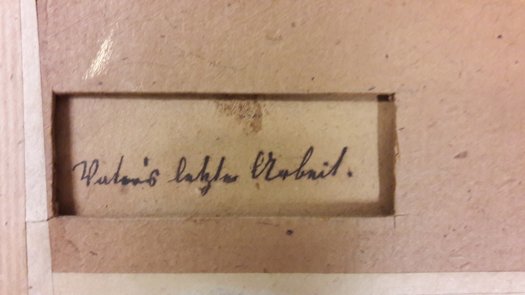 Vater's letzte Arbeit.